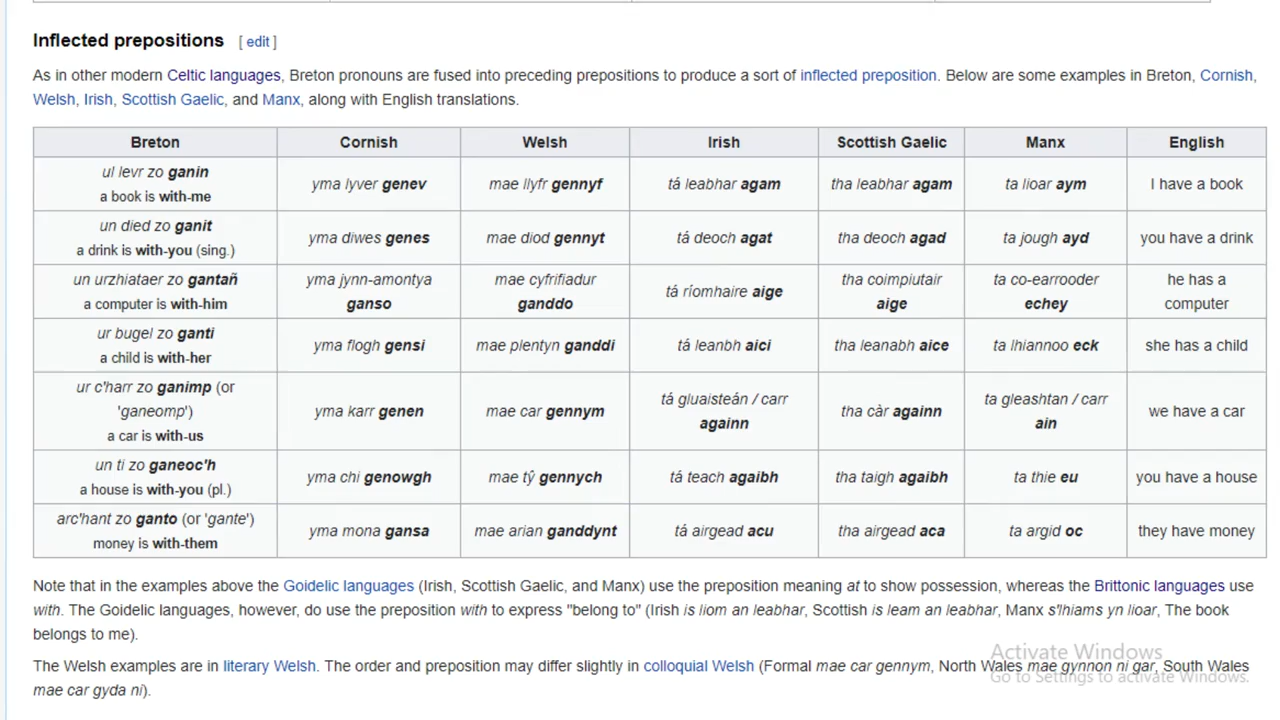 Inflected prepositions [ edit ]
As in other modern Celtic languages, Breton pronouns are fused into preceding prepositions to produce a sort of inflected preposition. Below are some examples in Breton, Cornish,
Welsh, Irish, Scottish Gaelic, and Manx, along with English translations.
Breton Cornish Welsh Irish Scottish Gaelic Manx English
ul levr zo ganin
a book is with-me
yma lyver genev
mae llyfr gennyf
tá leabhar agam
tha leabhar agam
ta lioar aym
I have a book
un died zo ganit
a drink is with-you (sing.)
yma diwes genes
mae diod gennyt
tá deoch agat
tha deoch agad
ta jough ayd
you have a drink
un urzhiataer zo gantañ
a computer is with-him
yma jynn-amontya
ganso
mae cyfrifiadur
ganddo
tá ríomhaire aige
tha coimpiutair
aige
ta co-earrooder
echey
he has a
computer
ur bugel zo ganti
a child is with-her
yma flogh gensi
mae plentyn ganddi
tá leanbh aici
tha leanabh aice
ta lhiannoo eck
she has a child
ur c'harr zo ganimp (or
'ganeomp')
a car is with-us
yma karr genen
mae car gennym
tá gluaisteán / carr
againn
tha càr againn
ta gleashtan / carr
ain
we have a car
un ti zo ganeoc'h
a house is with-you (pl.)
yma chi genowgh
mae tŷ gennych
tá teach agaibh
tha taigh agaibh
ta thie eu
you have a house
arc'hant zo ganto (or 'gante')
money is with-them
yma mona gansa
mae arian ganddynt
tá airgead acu
tha airgead aca
ta argid oc
they have money
Note that in the examples above the Goidelic languages (Irish, Scottish Gaelic, and Manx) use the preposition meaning at to show possession, whereas the Brittonic languages use
with. The Goidelic languages, however, do use the preposition with to express "belong to" (Irish is liom an leabhar, Scottish is leam an leabhar, Manx s'lhiams yn lioar, The book
belongs to me).
The Welsh examples are in literary Welsh. The order and preposition may differ slightly in colloquial Welsh (Formal mae car gennym, North Wales mae gynnon ni gar, South Wales
mae car gyda ni).
Activate Windows
Go to Settings to activate Windows.